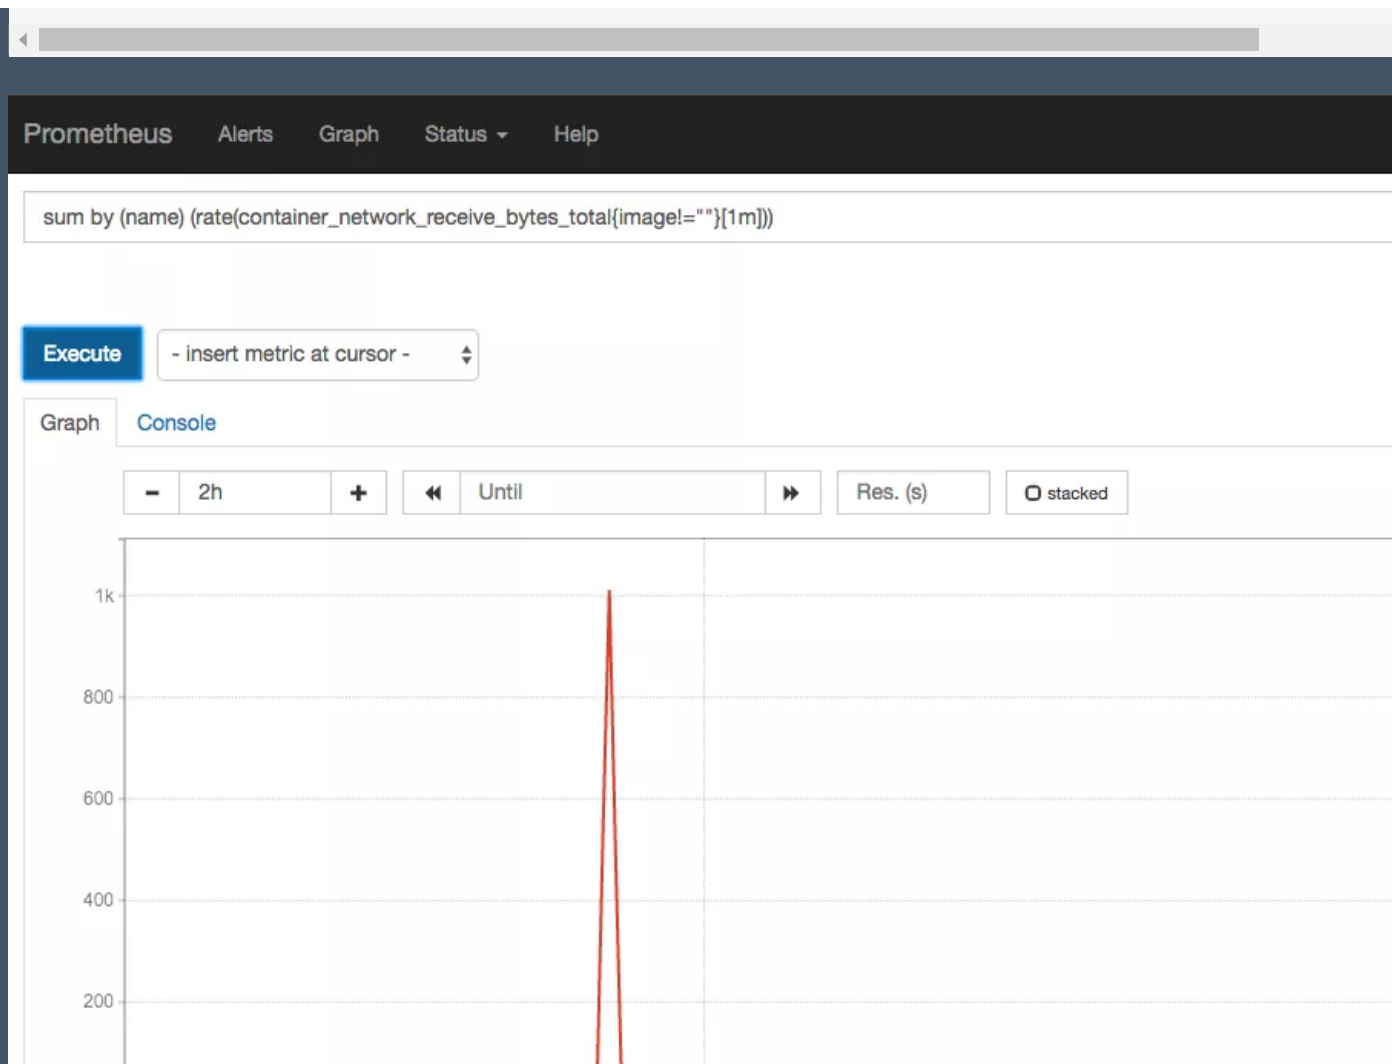 Prometheus Alerts Graph Status Help
sum by (name) (rate(container_network_receive_bytes_total{image!=""}[1m]))
Execute - insert metric at cursor -
Graph Console
2h Until Res. (s) stacked
1k
800
600
400
200